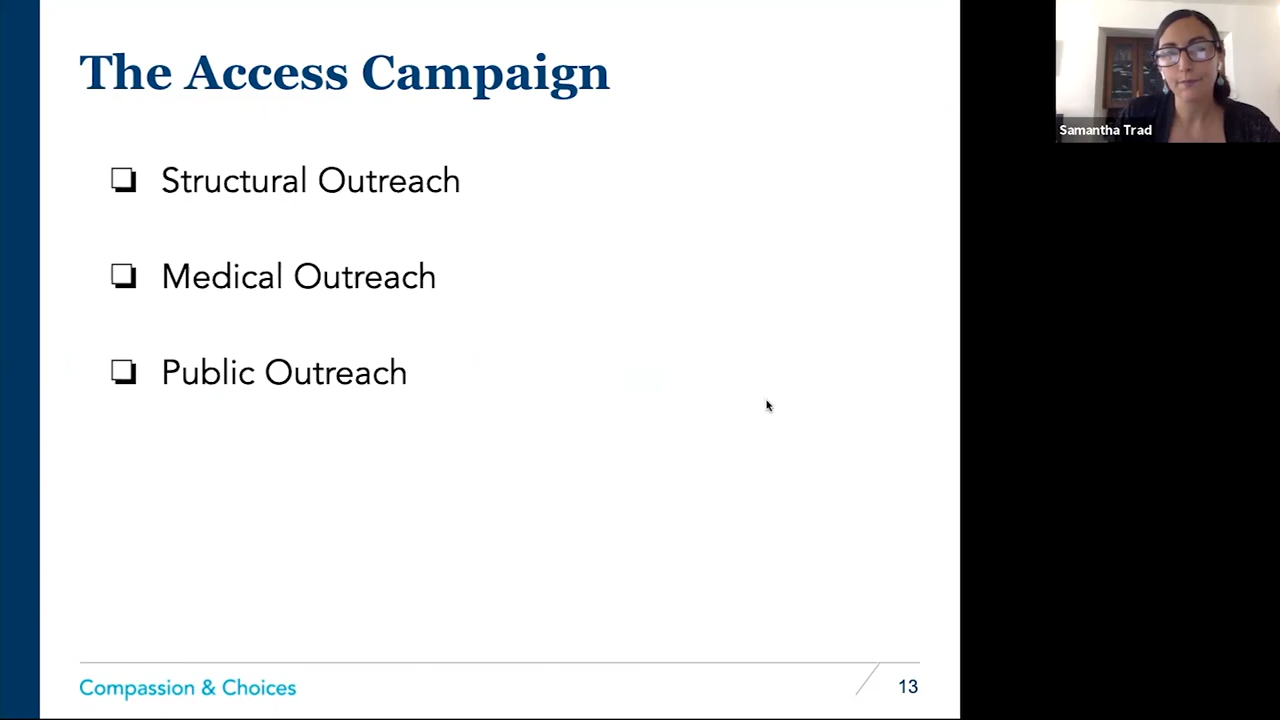 The Access Campaign
Structural Outreach
Medical Outreach
Public Outreach
Compassion & Choices
13
Samantha Trad